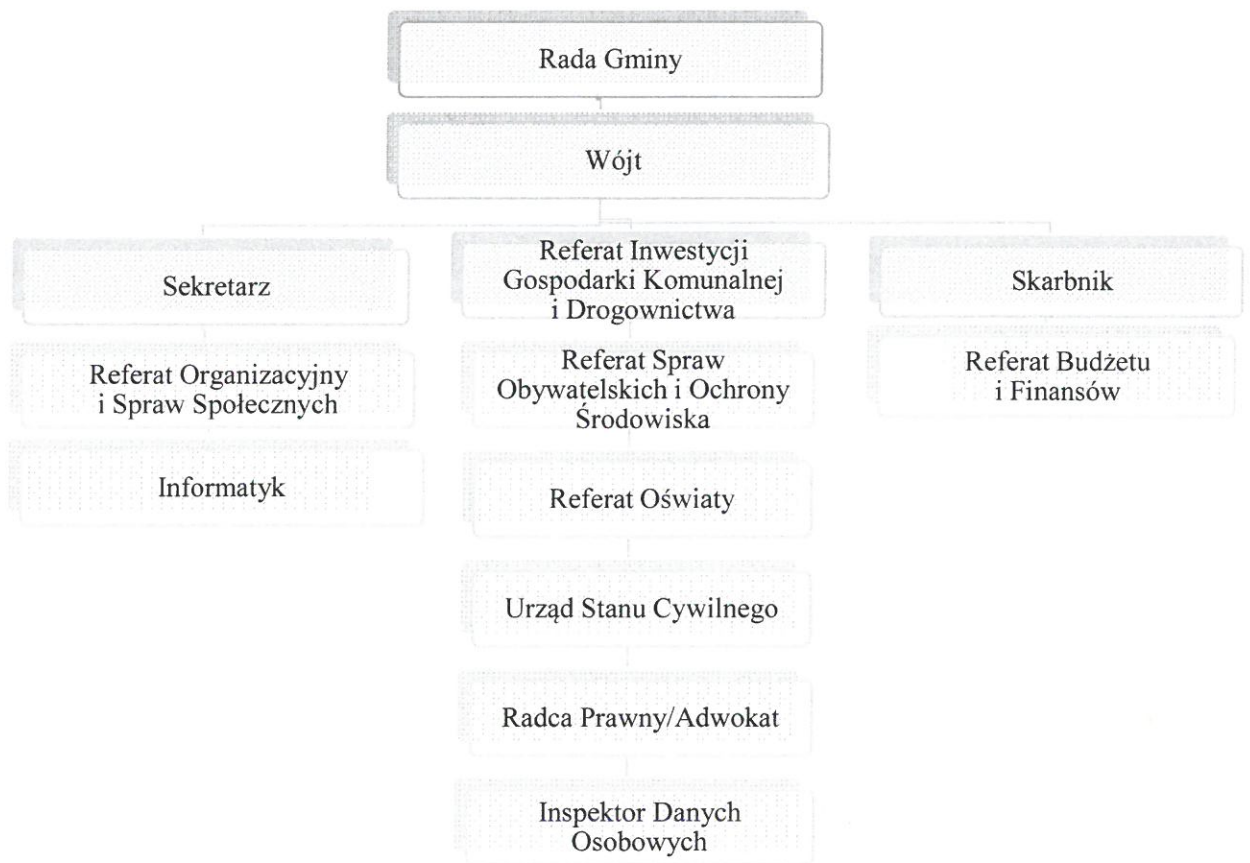 Rada Gminy
Wójt
Sekretarz
Referat Inwestycji
Gospodarki Komunalnej
i Drogownictwa
Skarbnik
Referat Organizacyjny
i Spraw Społecznych
Referat Spraw
Obywatelskich i Ochrony
Środowiska
Referat Budżetu
i Finansów
Informatyk
Referat Oświaty
Urząd Stanu Cywilnego
Radca Prawny/Adwokat
Inspektor Danych
Osobowych